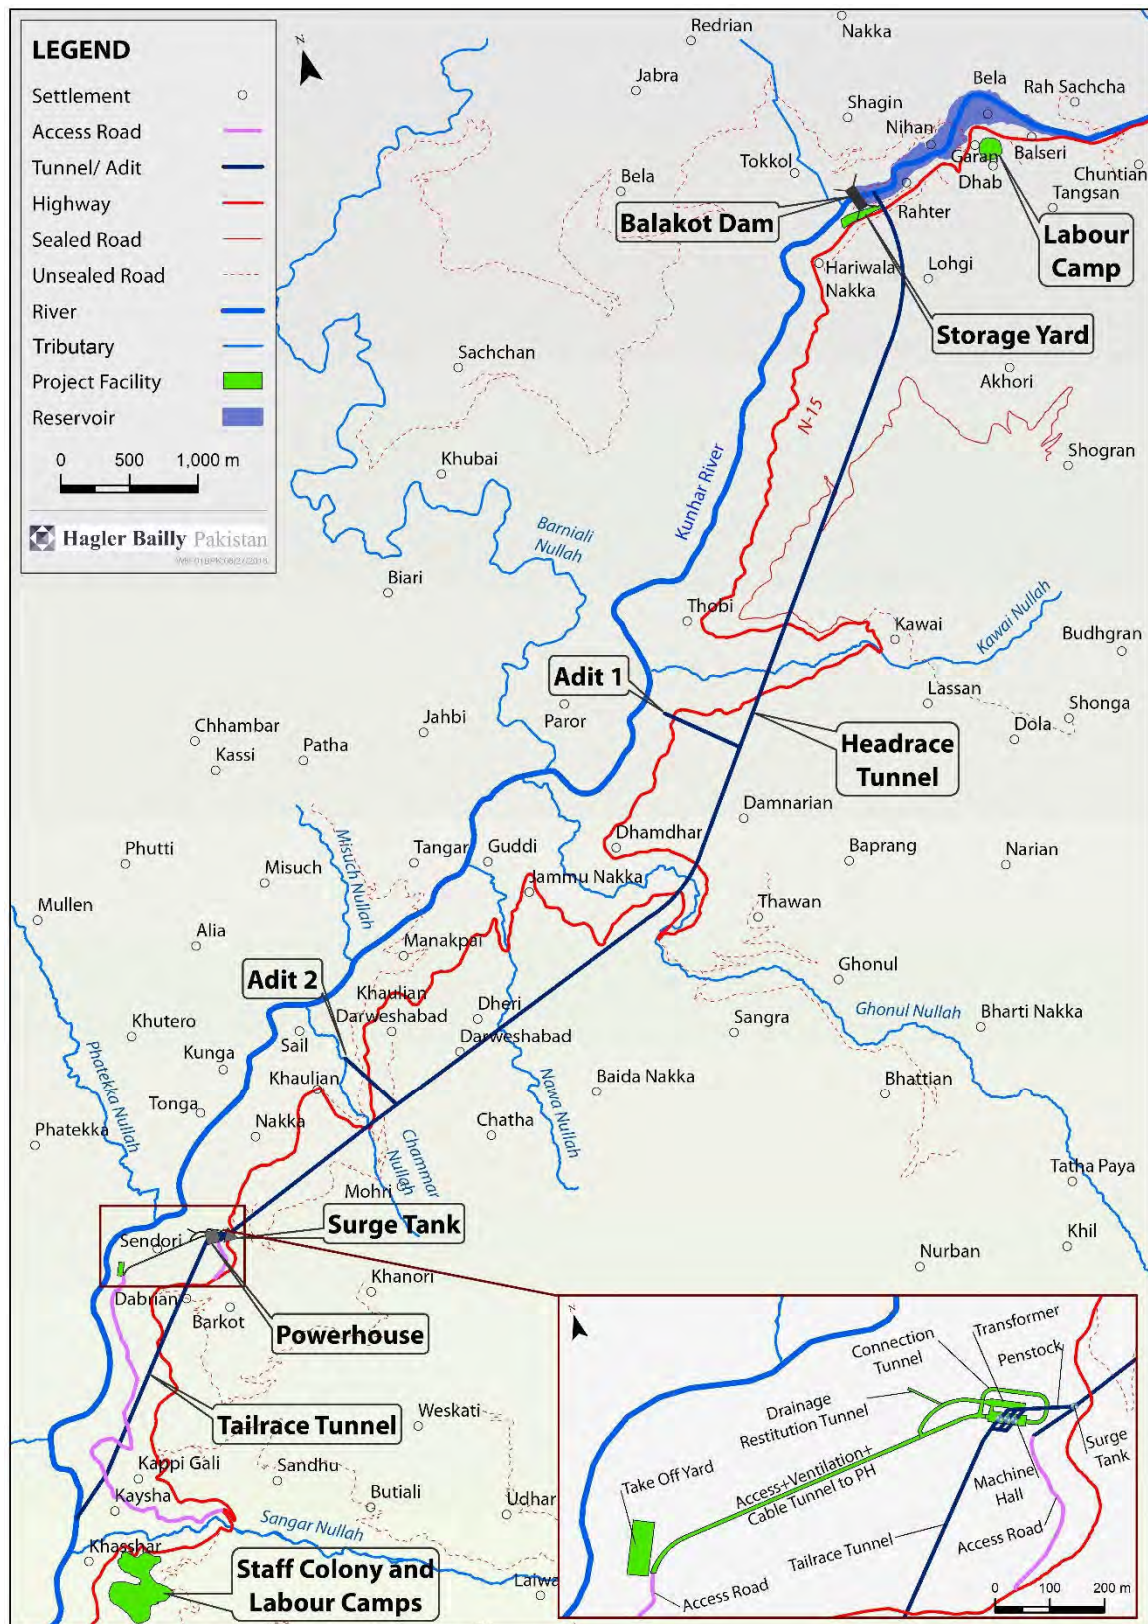 LEGEND
Settlement
Access Road
Tunnel/ Adit
Highway
Sealed Road
Unsealed Road
River
Tributary
Project Facility
Reservoir
0 500 1,000 m
Hagler Bailly Pakistan
N
Redrian
Nakka
Jabra
Bela
Rah Sachcha
Shagin
Nihan
Garan
Balseri
Tokkol
Dhab
Chuntian
Bela
Tangsan
Rahter
Balakot Dam
Labour
Camp
Hariwala
Nakka
Lohgi
Storage Yard
Sachchan
Akhori
N-15
Shogran
Khubai
Kunhar River
Barniali
Nullah
Biari
Thobi
Kawai
Kawai Nullah
Budhgran
Adit 1
Lassan
Paror
Shonga
Jahbi
Chhambar
Dola
Patha
Kassi
Headrace
Tunnel
Damnarian
Dhamdhar
Misuch Nullah
Tangar
Guddi
Phutti
Baprang
Narian
Misuch
Jammu Nakka
Mullen
Thawan
Alia
Manakpai
Adit 2
Ghonul
Khaulian
Dheri
Ghonul Nullah
Bharti Nakka
Darweshabad
Khutero
Sail
Darweshabad
Sangra
Phatekka Nullah
Kunga
Khaulian
Baida Nakka
Bhattian
Nawa Nullah
Tonga
Nakka
Chatha
Phatekka
Chammar
Nullah
Mohri
Tatha Paya
Surge Tank
Sendori
Khil
Nurban
Khanori
Dabrian
Barkot
Powerhouse
Tailrace Tunnel
Weskati
Kappi Gali
Sandhu
Kaysha
Butiali
Udhar
Sangar Nullah
Khasshar
Staff Colony and
Labour Camps
Lalwa
N
Transformer
Connection
Tunnel
Penstock
Drainage
Restitution Tunnel
Surge
Tank
Take Off Yard
Access+Ventilation+
Cable Tunnel to PH
Machine
Hall
Tailrace Tunnel
Access Road
Access Road
0 100 200 m